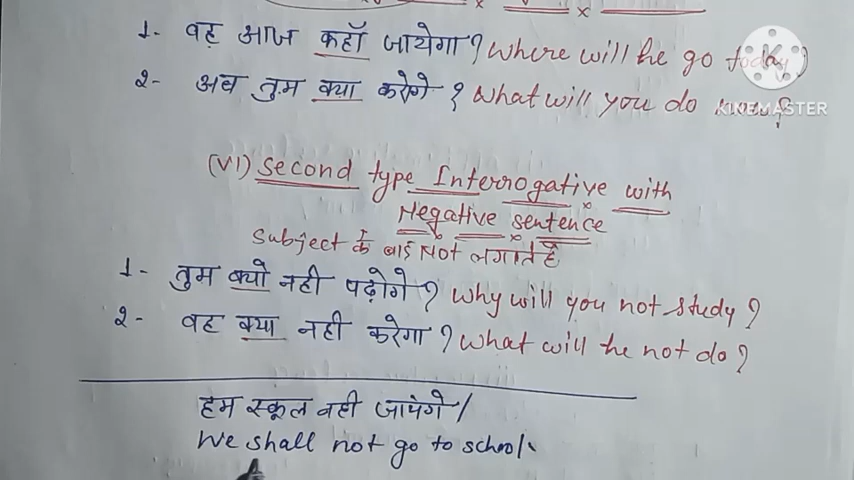 1- वह आज कहाँ जायेगा? Where will he go today?
2- अब तुम क्या करोगे? What will you do now?
KINEMASTER
(VI) Second type Interrogative with
Negative sentence
Subject के बाद Not लगाते हैं
1- तुम क्यों नही पढ़ोगे? Why will you not study?
2- वह क्या नही करेगा? What will he not do?
हम स्कूल नही जायेगे/
We shall not go to school.